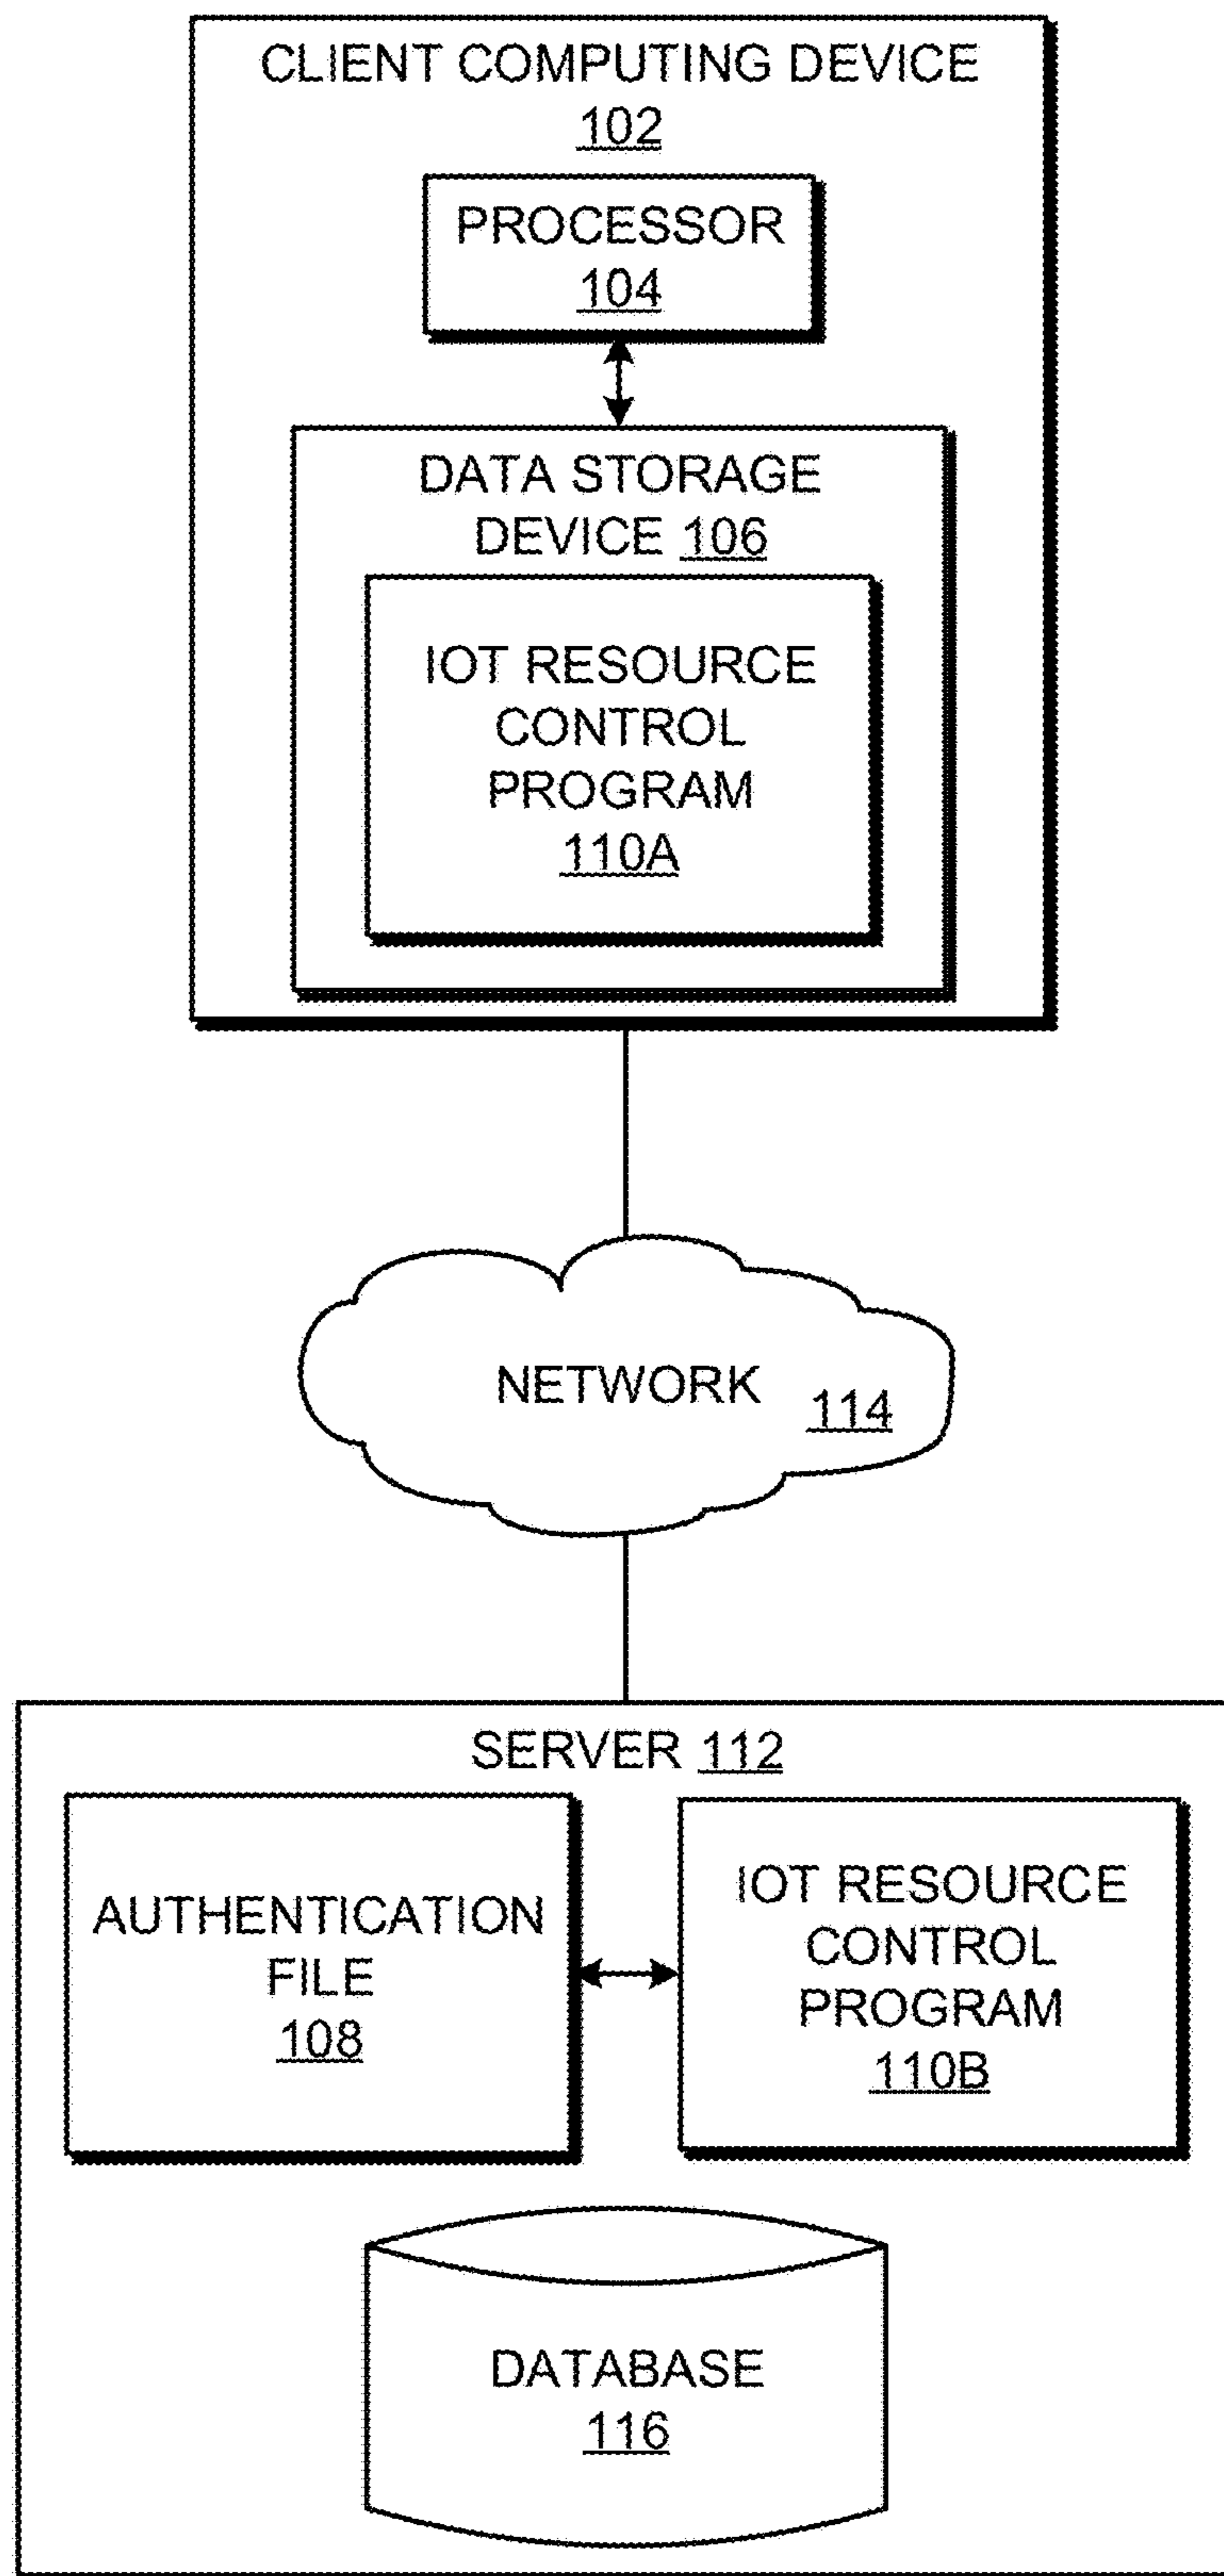 CLIENT COMPUTING DEVICE
102
PROCESSOR
104
DATA STORAGE
DEVICE 106
IOT RESOURCE
CONTROL
PROGRAM
110A
NETWORK 114
SERVER 112
AUTHENTICATION
FILE
108
IOT RESOURCE
CONTROL
PROGRAM
110B
DATABASE
116